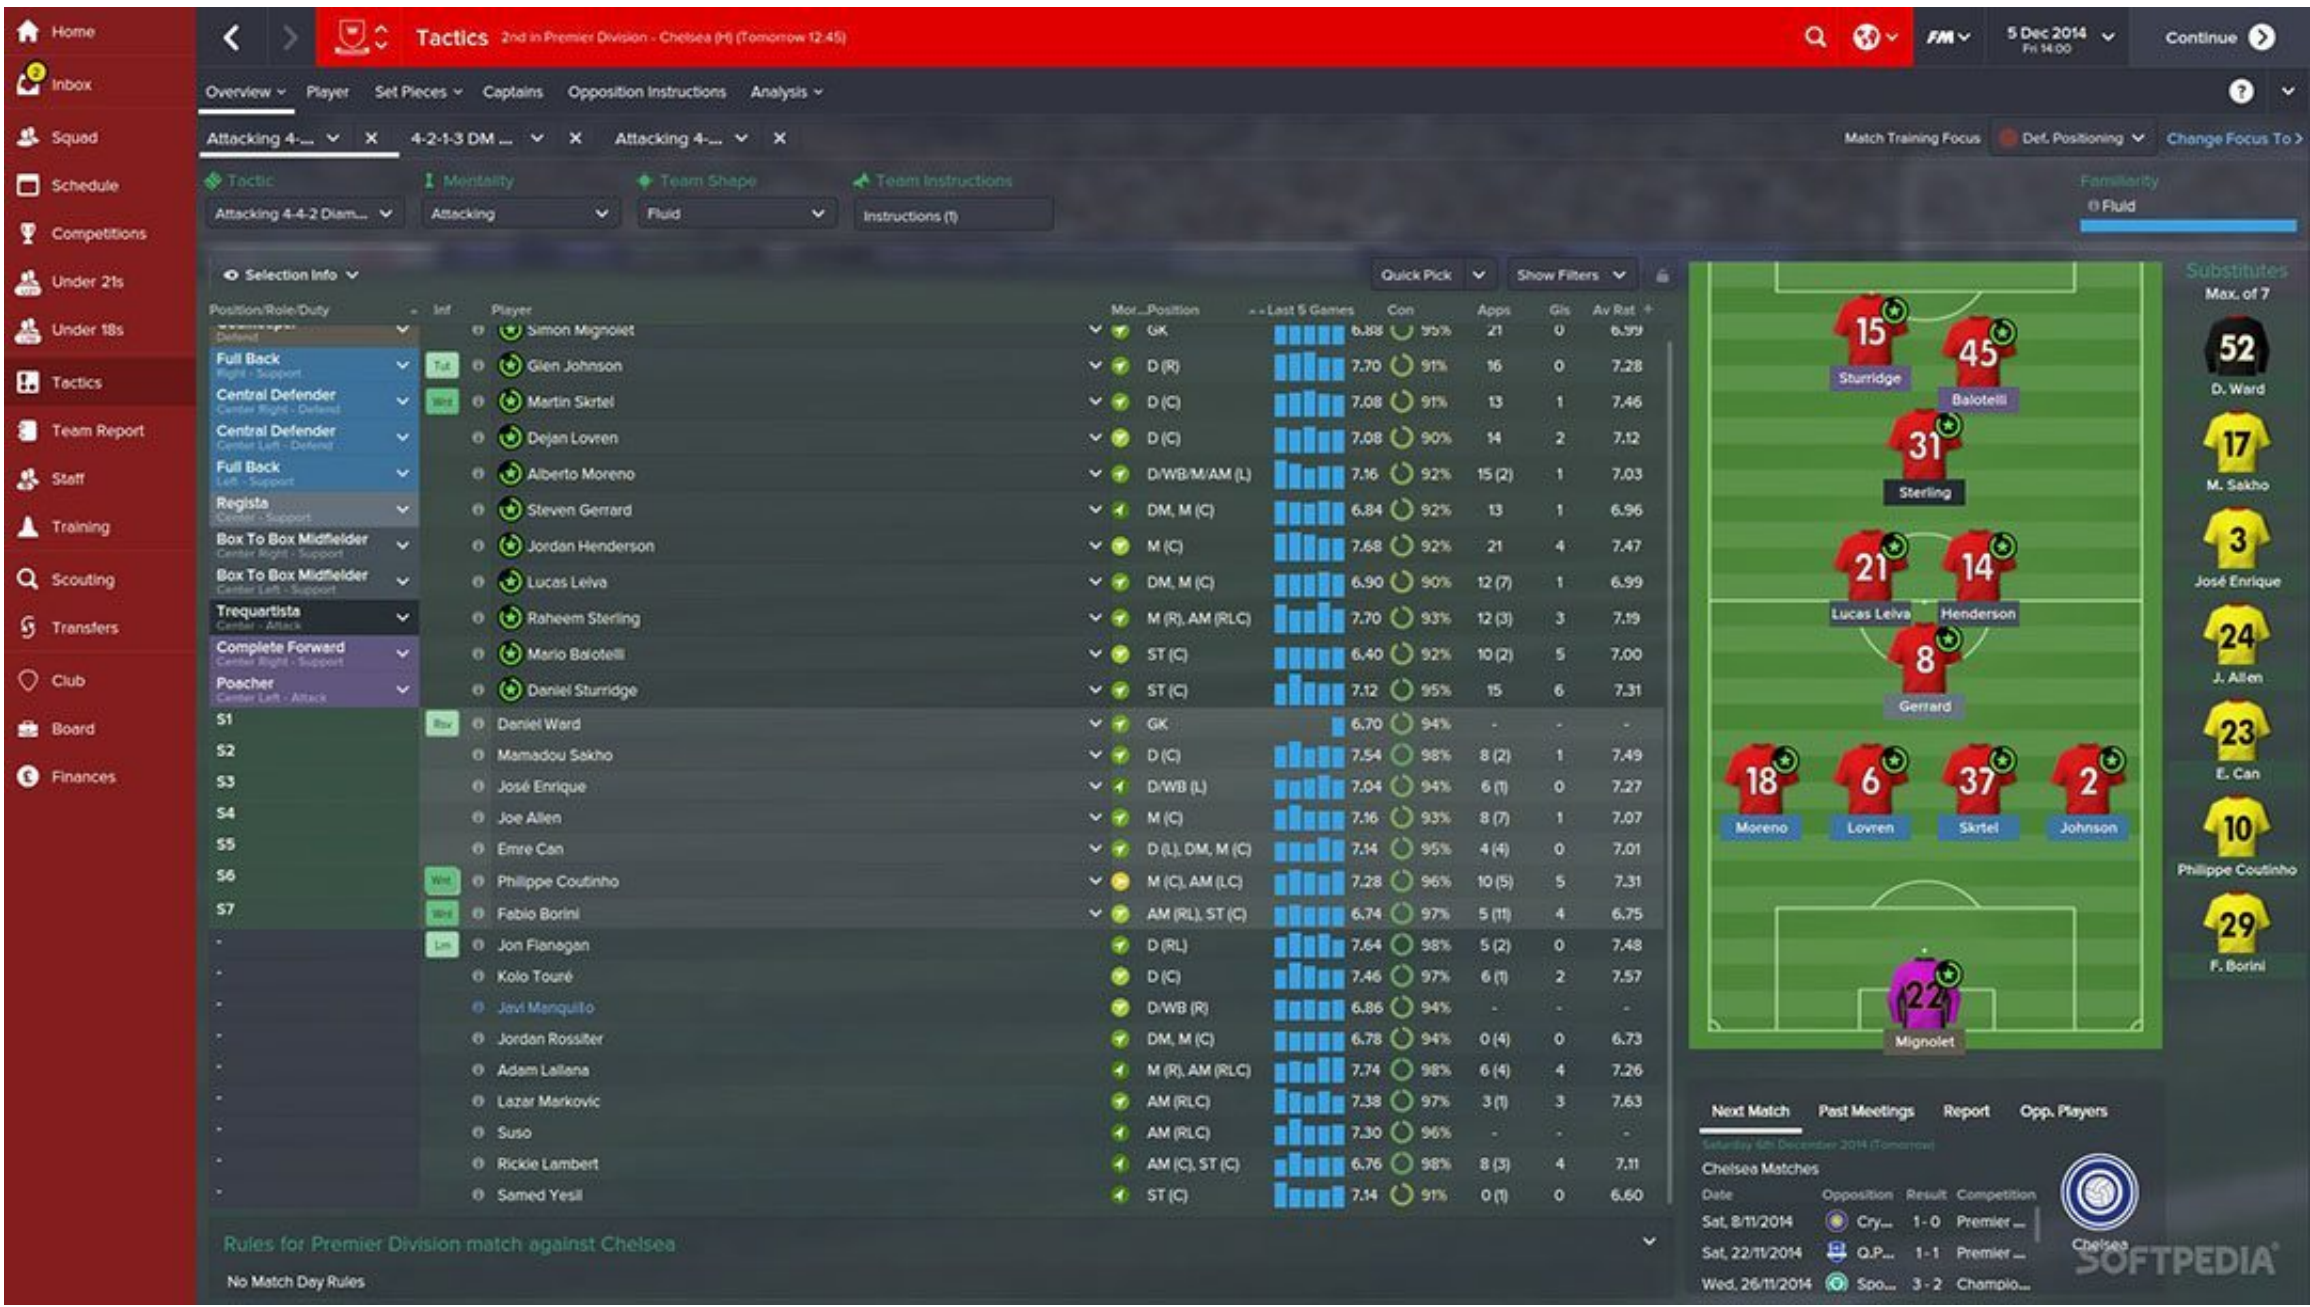 Home
Inbox
2
Squad
Schedule
Competitions
Under 21s
Under 18s
Tactics
Team Report
Staff
Training
Scouting
Transfers
Club
Board
Finances
Tactics 2nd in Premier Division - Chelsea (H) (Tomorrow 12:45)
FM
5 Dec 2014
Fri 14:00
Continue
Overview Player Set Pieces Captains Opposition Instructions Analysis
?
Attacking 4-... × 4-2-1-3 DM ... × Attacking 4-... ×
Match Training Focus Def. Positioning Change Focus To >
Tactic Mentality Team Shape Team Instructions
Attacking 4-4-2 Diam... Attacking Fluid Instructions (1)
Familiarity
Fluid
Selection Info Quick Pick Show Filters
Position/Role/Duty Inf Player Mor... Position Last 5 Games Con Apps Gls Av Rat
Goalkeeper Defend Simon Mignolet GK 6.88 95% 21 0 6.99
Full Back Right - Support Tut Glen Johnson D (R) 7.70 91% 16 0 7.28
Central Defender Center Right - Defend Wnt Martin Skrtel D (C) 7.08 91% 13 1 7.46
Central Defender Center Left - Defend Dejan Lovren D (C) 7.08 90% 14 2 7.12
Full Back Left - Support Alberto Moreno D/WB/M/AM (L) 7.16 92% 15 (2) 1 7.03
Regista Center - Support Steven Gerrard DM, M (C) 6.84 92% 13 1 6.96
Box To Box Midfielder Center Right - Support Jordan Henderson M (C) 7.68 92% 21 4 7.47
Box To Box Midfielder Center Left - Support Lucas Leiva DM, M (C) 6.90 90% 12 (7) 1 6.99
Trequartista Center - Attack Raheem Sterling M (R), AM (RLC) 7.70 93% 12 (3) 3 7.19
Complete Forward Center Right - Support Mario Balotelli ST (C) 6.40 92% 10 (2) 5 7.00
Poacher Center Left - Attack Daniel Sturridge ST (C) 7.12 95% 15 6 7.31
S1 Rsv Daniel Ward GK 6.70 94% - - -
S2 Mamadou Sakho D (C) 7.54 98% 8 (2) 1 7.49
S3 José Enrique D/WB (L) 7.04 94% 6 (1) 0 7.27
S4 Joe Allen M (C) 7.16 93% 8 (7) 1 7.07
S5 Emre Can D (L), DM, M (C) 7.14 95% 4 (4) 0 7.01
S6 Wnt Philippe Coutinho M (C), AM (LC) 7.28 96% 10 (5) 5 7.31
S7 Wnt Fabio Borini AM (RL), ST (C) 6.74 97% 5 (11) 4 6.75
- Lrn Jon Flanagan D (RL) 7.64 98% 5 (2) 0 7.48
- Kolo Touré D (C) 7.46 97% 6 (1) 2 7.57
- Javi Manquillo D/WB (R) 6.86 94% - - -
- Jordan Rossiter DM, M (C) 6.78 94% 0 (4) 0 6.73
- Adam Lallana M (R), AM (RLC) 7.74 98% 6 (4) 4 7.26
- Lazar Markovic AM (RLC) 7.38 97% 3 (1) 3 7.63
- Suso AM (RLC) 7.30 96% - - -
- Rickie Lambert AM (C), ST (C) 6.76 98% 8 (3) 4 7.11
- Samed Yesil ST (C) 7.14 91% 0 (1) 0 6.60
Rules for Premier Division match against Chelsea
No Match Day Rules
15
Sturridge
45
Balotelli
31
Sterling
21 14
Lucas Leiva Henderson
8
Gerrard
18 6 37 2
Moreno Lovren Skrtel Johnson
22
Mignolet
Substitutes
Max. of 7
52
D. Ward
17
M. Sakho
3
José Enrique
24
J. Allen
23
E. Can
10
Philippe Coutinho
29
F. Borini
Next Match Past Meetings Report Opp. Players
Saturday 6th December 2014 (Tomorrow)
Chelsea Matches
Date Opposition Result Competition
Sat, 8/11/2014 Cry... 1 - 0 Premier ...
Sat, 22/11/2014 Q.P... 1 - 1 Premier ...
Wed, 26/11/2014 Spo... 3 - 2 Champio...
Chelsea
SOFTPEDIA